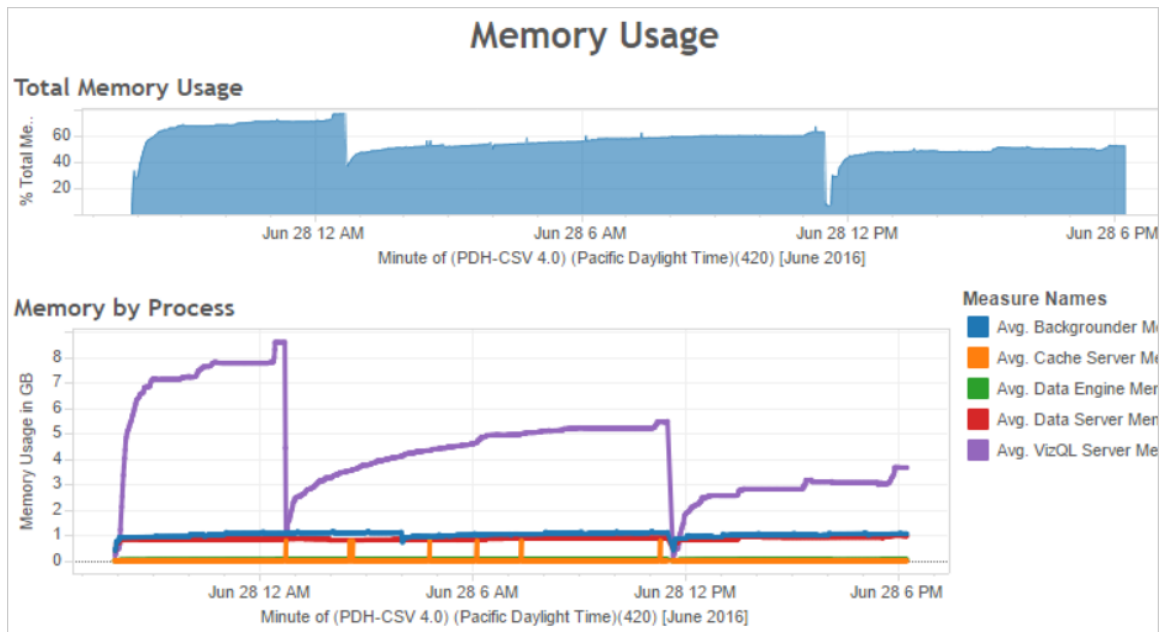 Memory Usage
Total Memory Usage
% Total Me..
60
40
20
Jun 28 12 AM
Jun 28 6 AM
Jun 28 12 PM
Jun 28 6 PM
Minute of (PDH-CSV 4.0) (Pacific Daylight Time)(420) [June 2016]
Memory by Process
Memory Usage in GB
8
7
6
5
4
3
2
1
0
Jun 28 12 AM
Jun 28 6 AM
Jun 28 12 PM
Jun 28 6 PM
Minute of (PDH-CSV 4.0) (Pacific Daylight Time)(420) [June 2016]
Measure Names
Avg. Backgrounder M
Avg. Cache Server Me
Avg. Data Engine Mer
Avg. Data Server Men
Avg. VizQL Server Me